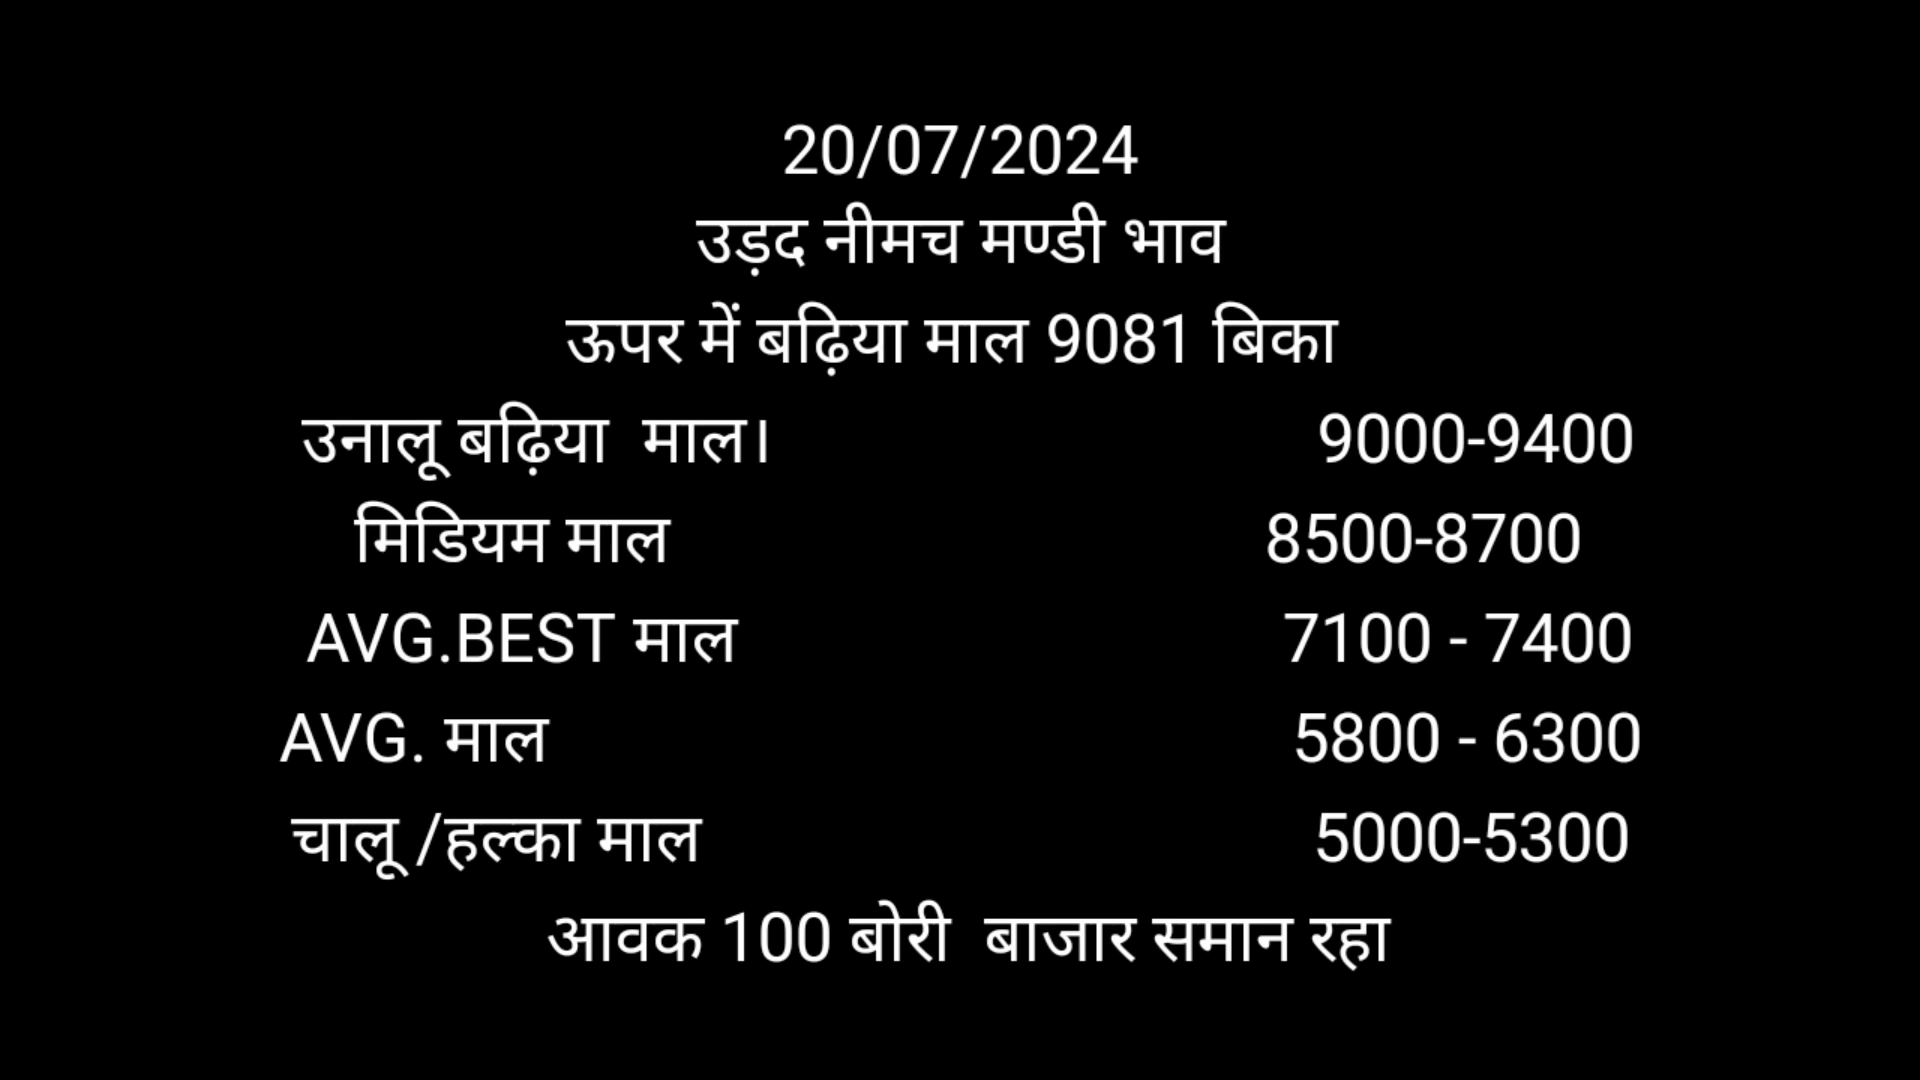 20/07/2024
उड़द नीमच मण्डी भाव
ऊपर में बढ़िया माल 9081 बिका
उनालू बढ़िया माल। 9000-9400
मिडियम माल 8500-8700
AVG.BEST माल 7100 - 7400
AVG. माल 5800 - 6300
चालू /हल्का माल 5000-5300
आवक 100 बोरी बाजार समान रहा